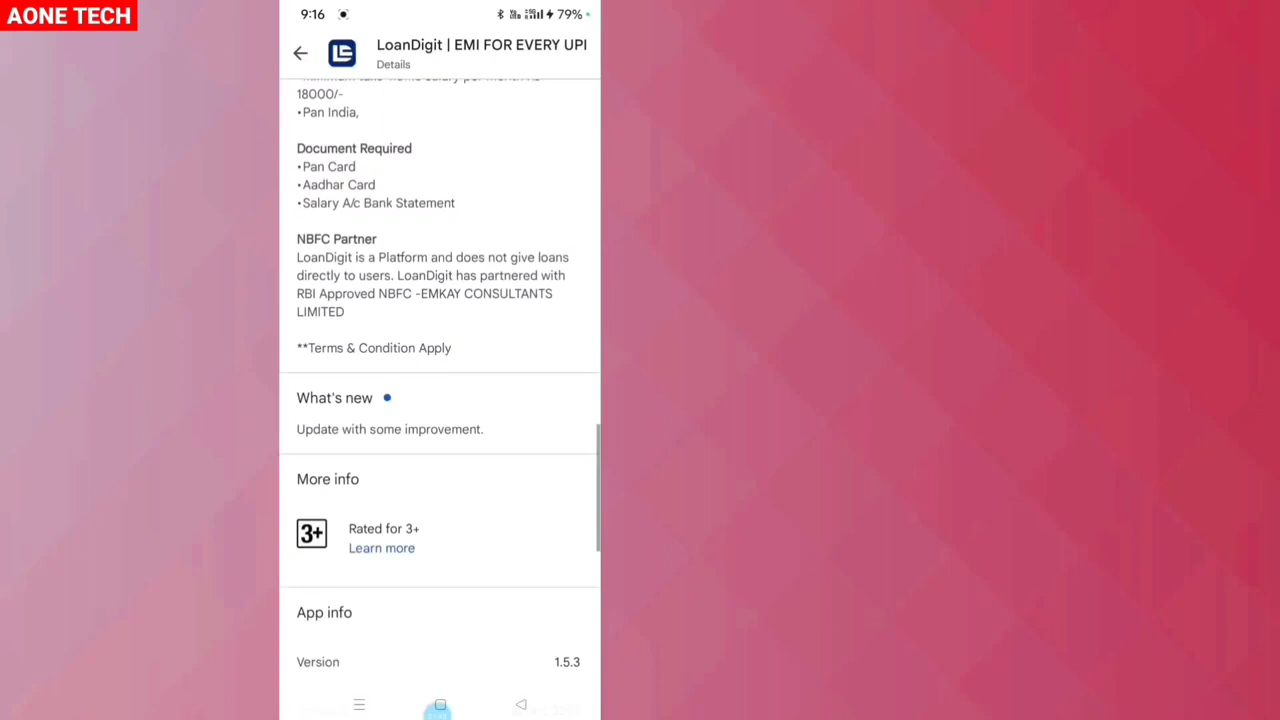 AONE TECH
9:16
79%
LoanDigit | EMI FOR EVERY UPI
Details
18000/-
•Pan India,
Document Required
•Pan Card
•Aadhar Card
•Salary A/c Bank Statement
NBFC Partner
LoanDigit is a Platform and does not give loans
directly to users. LoanDigit has partnered with
RBI Approved NBFC -EMKAY CONSULTANTS
LIMITED
**Terms & Condition Apply
What's new
Update with some improvement.
More info
3+
Rated for 3+
Learn more
App info
Version 1.5.3